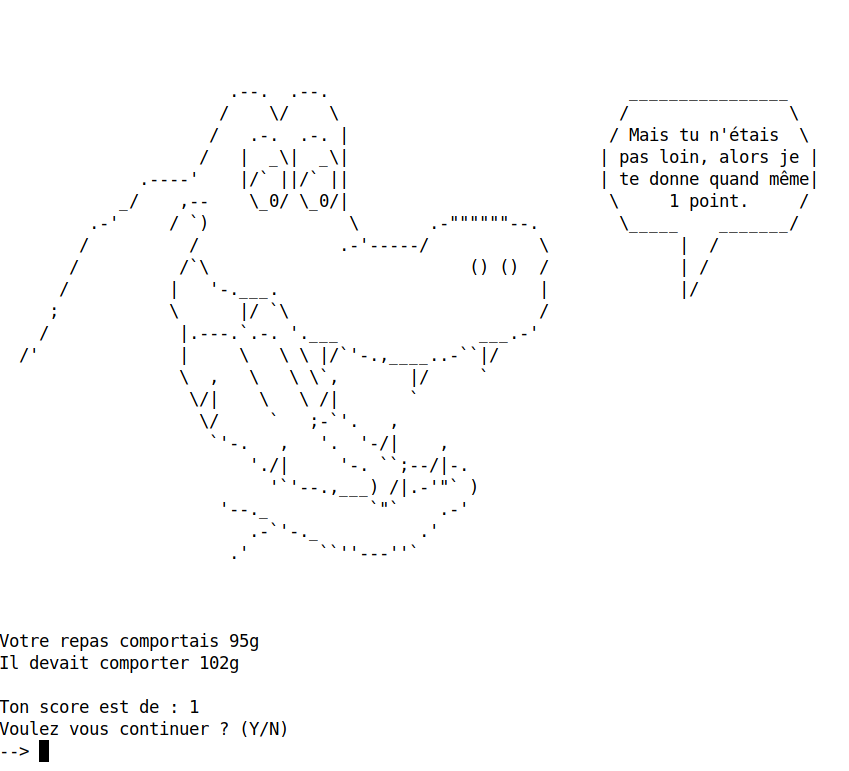 Mais tu n'étais
pas loin, alors je
te donne quand même
1 point.
Votre repas comportais 95g
Il devait comporter 102g
Ton score est de : 1
Voulez vous continuer ? (Y/N)
-->